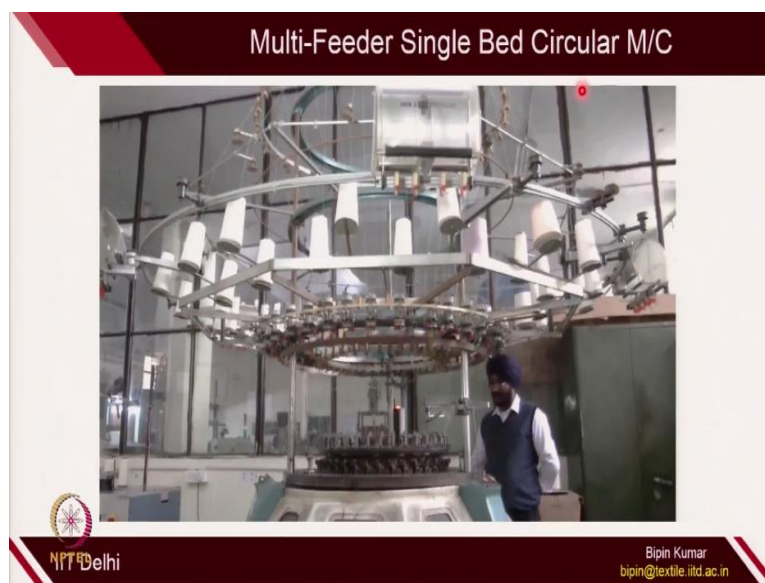 Multi-Feeder Single Bed Circular M/C
NPTEL
IIT Delhi
Bipin Kumar
bipin@textile.iitd.ac.in